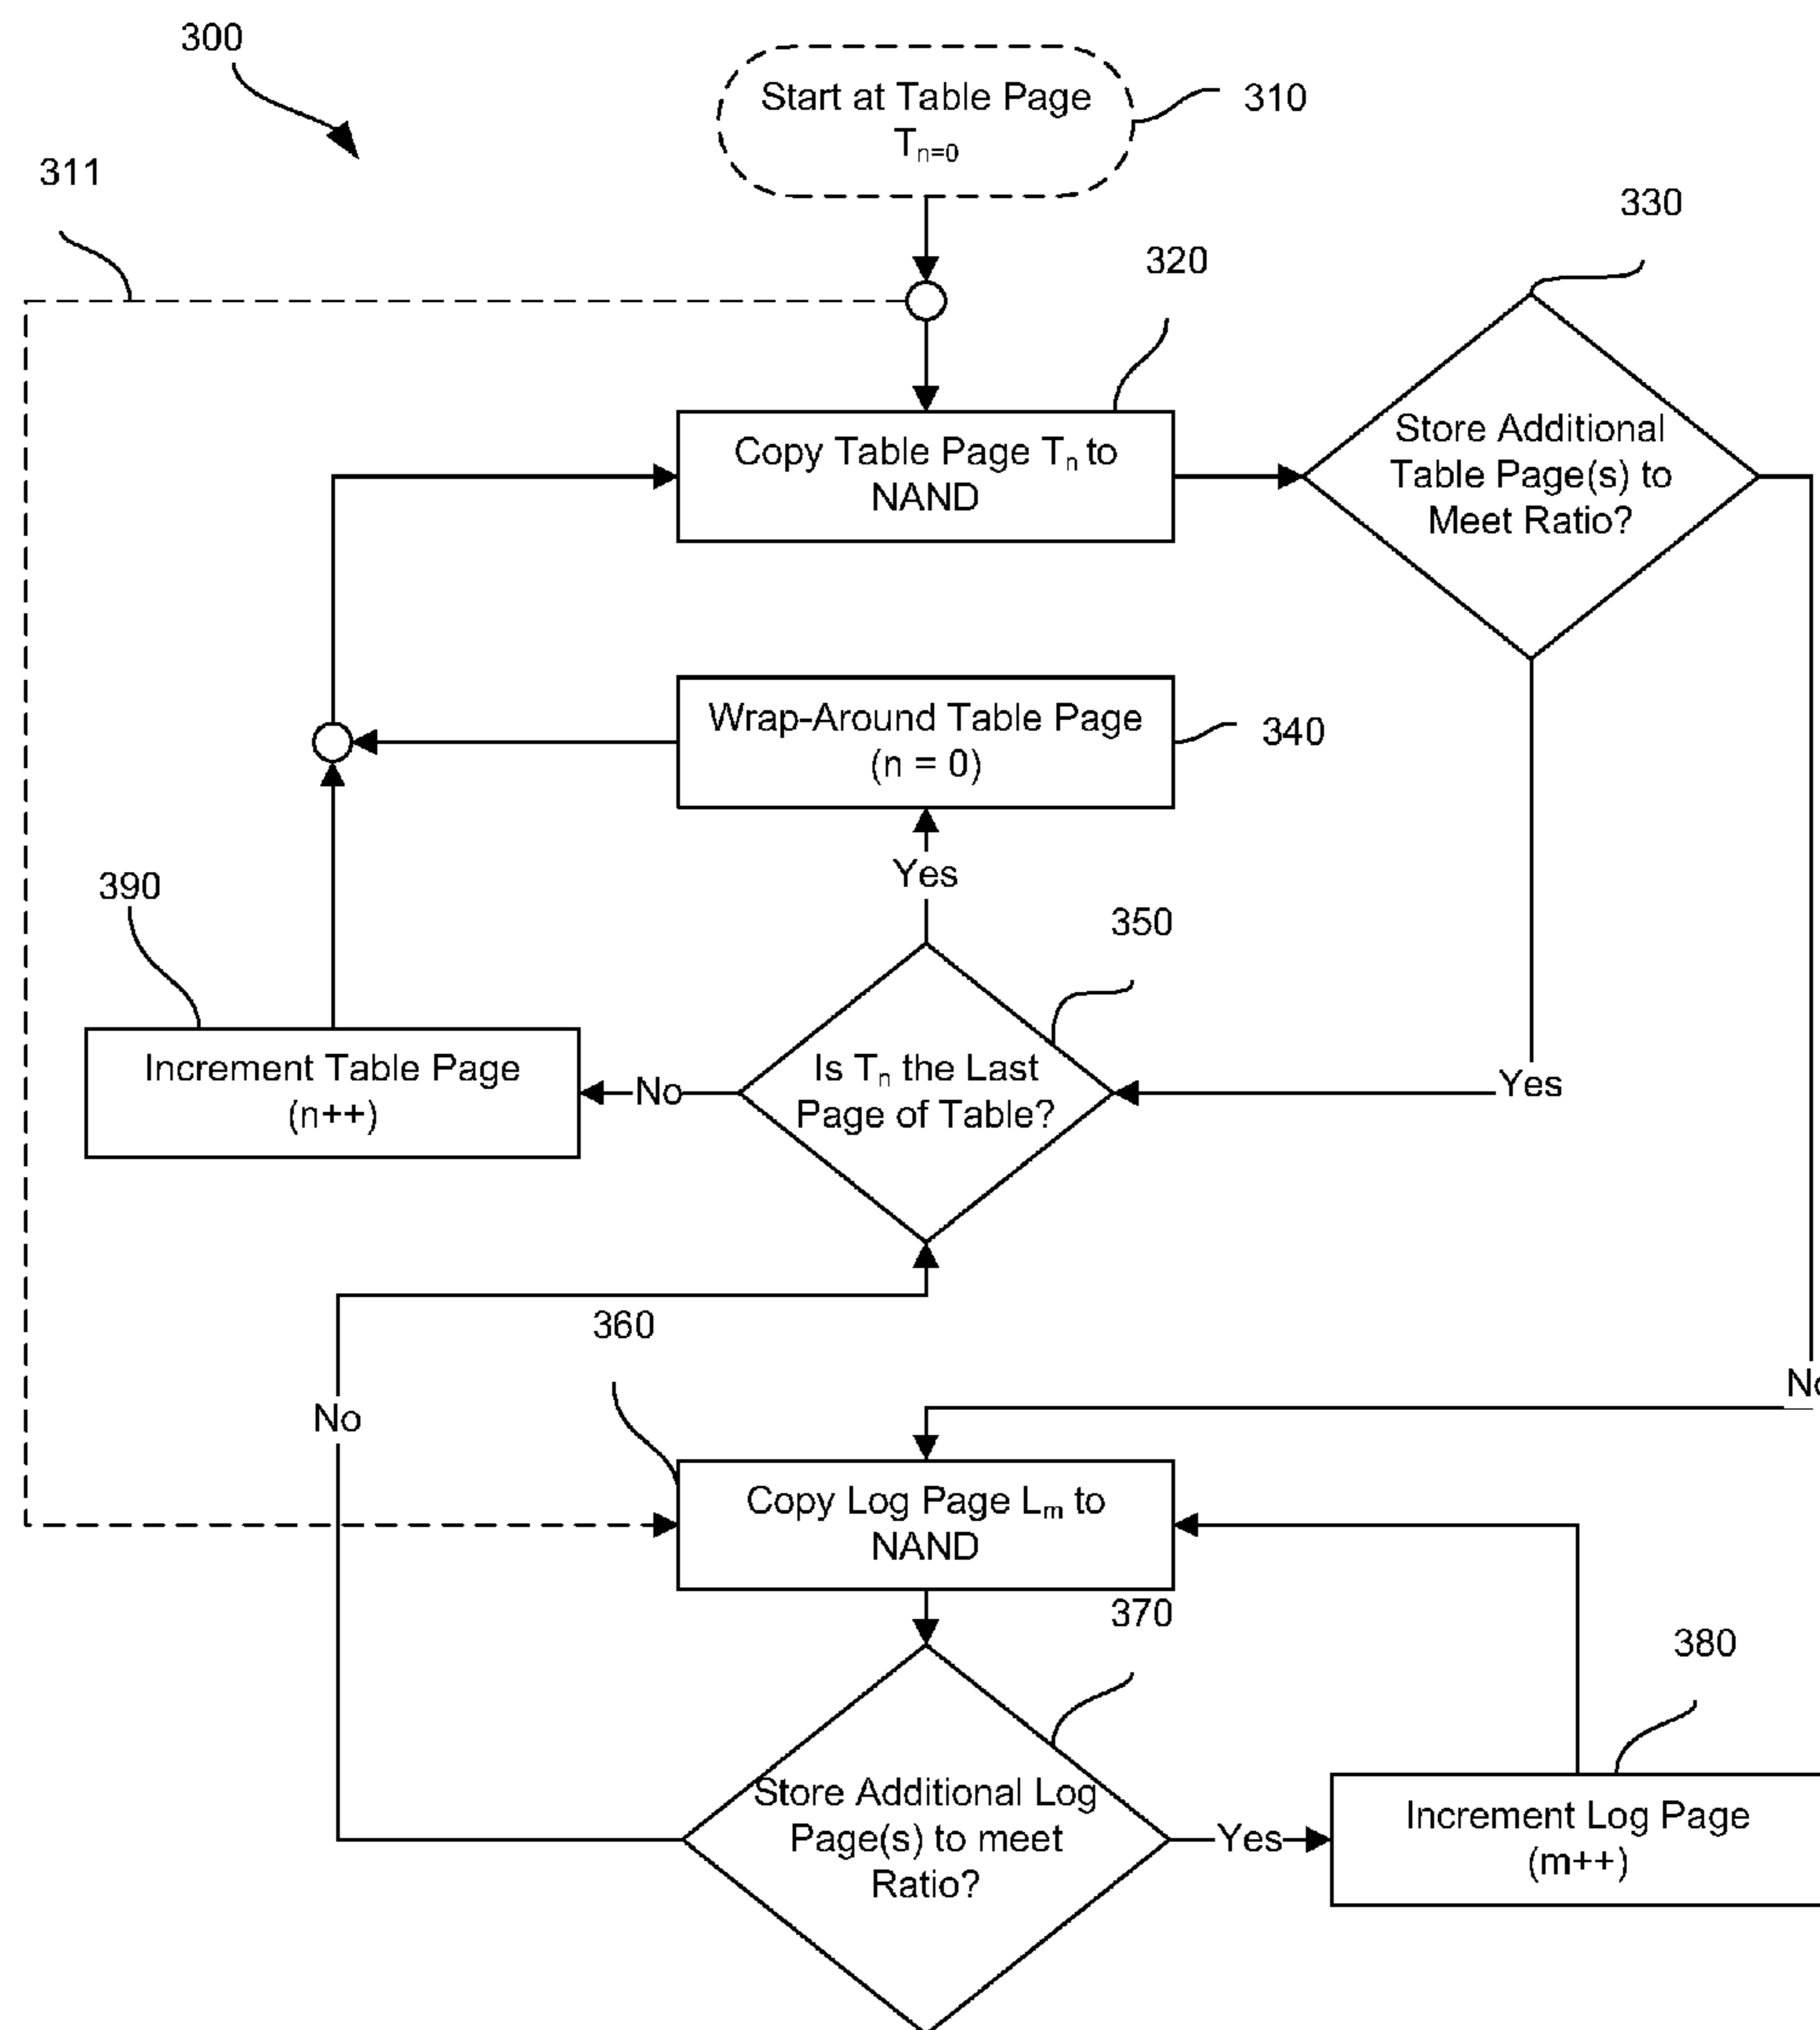 300
Start at Table Page
Tn=0
310
311
330
320
Copy Table Page Tn to
NAND
Store Additional
Table Page(s) to
Meet Ratio?
Wrap-Around Table Page
(n = 0)
340
Yes
390
350
Increment Table Page
(n++)
No
Is Tn the Last
Page of Table?
Yes
360
No
No
Copy Log Page Lm to
NAND
370
380
Store Additional Log
Page(s) to meet
Ratio?
Yes
Increment Log Page
(m++)